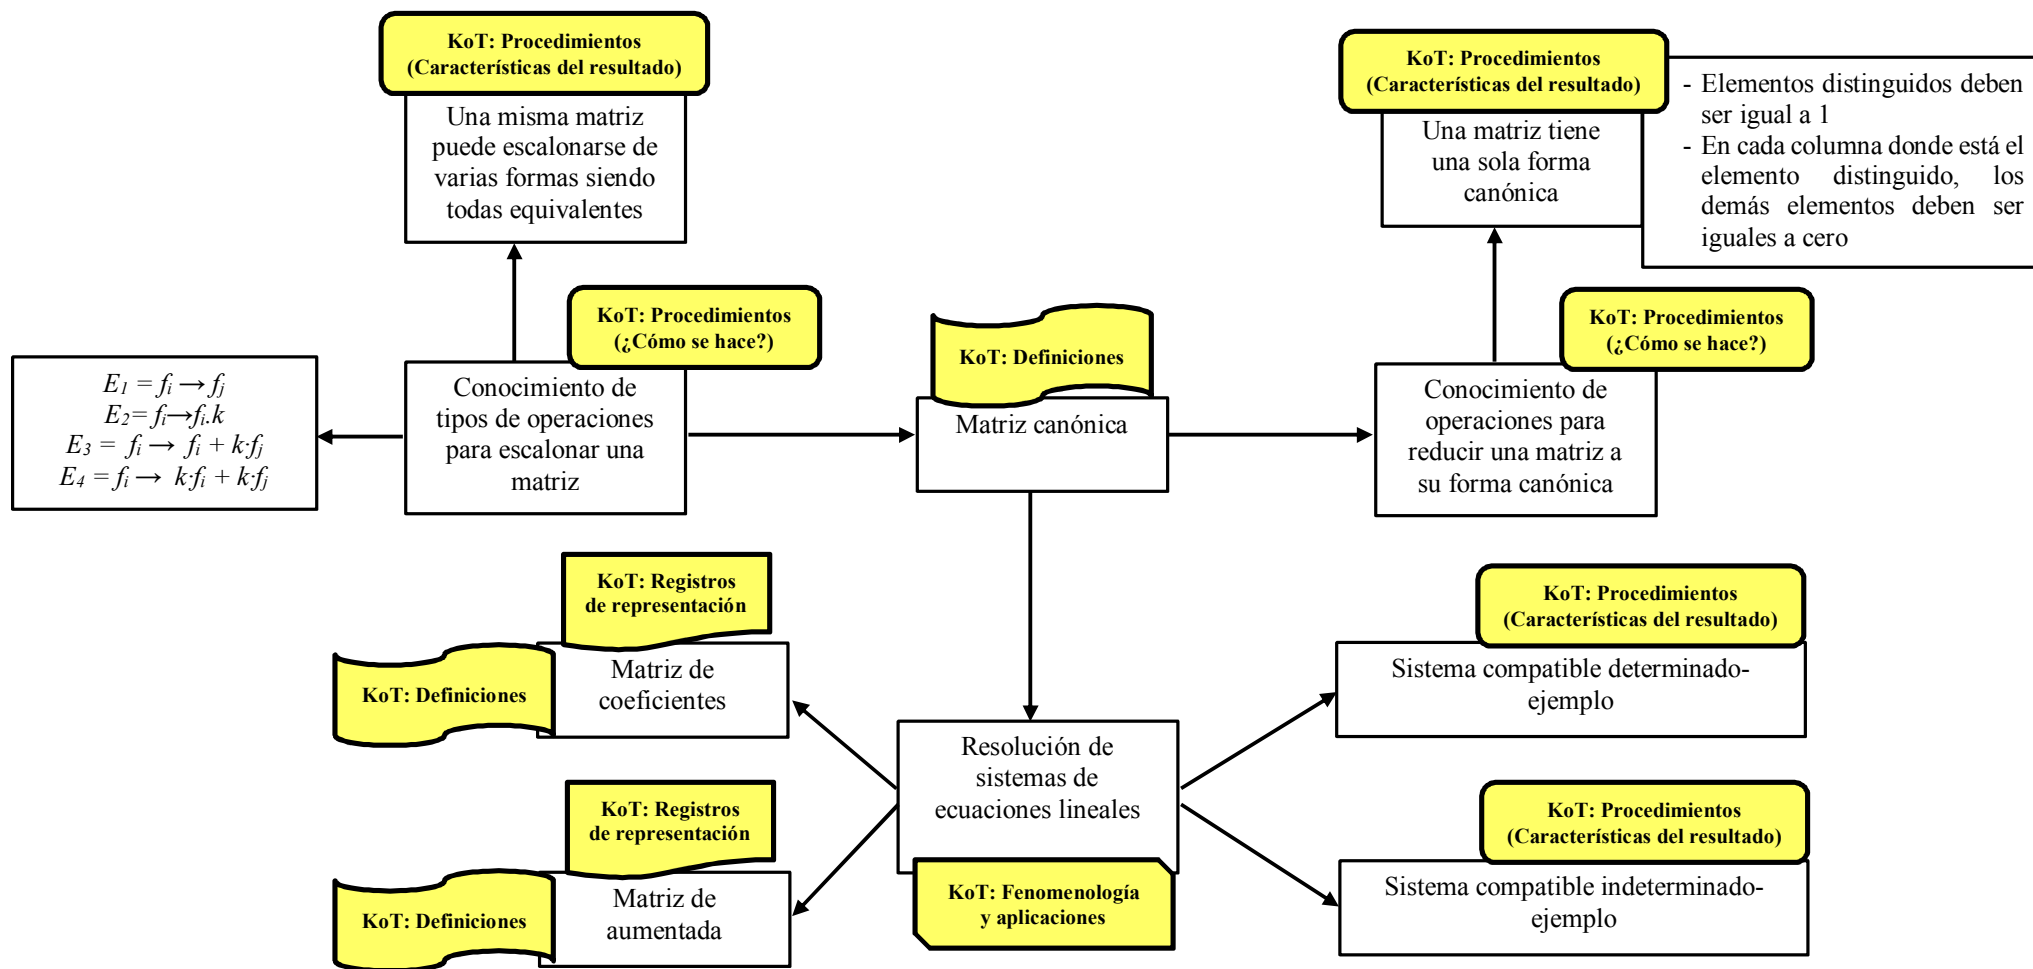 KoT: Procedimientos
(Características del resultado)
Una misma matriz
puede escalonarse de
varias formas siendo
todas equivalentes
KoT: Procedimientos
(Características del resultado)
Una matriz tiene
una sola forma
canónica
- Elementos distinguidos deben
ser igual a 1
- En cada columna donde está el
elemento distinguido, los
demás elementos deben ser
iguales a cero
E1 = fi → fj
E2= fi→fi.k
E3 = fi → fi + k·fj
E4 = fi → k·fi + k·fj
KoT: Procedimientos
(¿Cómo se hace?)
Conocimiento de
tipos de operaciones
para escalonar una
matriz
KoT: Definiciones
Matriz canónica
KoT: Procedimientos
(¿Cómo se hace?)
Conocimiento de
operaciones para
reducir una matriz a
su forma canónica
KoT: Registros
de representación
KoT: Definiciones
Matriz de
coeficientes
KoT: Registros
de representación
KoT: Definiciones
Matriz de
aumentada
Resolución de
sistemas de
ecuaciones lineales
KoT: Fenomenología
y aplicaciones
KoT: Procedimientos
(Características del resultado)
Sistema compatible determinado-
ejemplo
KoT: Procedimientos
(Características del resultado)
Sistema compatible indeterminado-
ejemplo